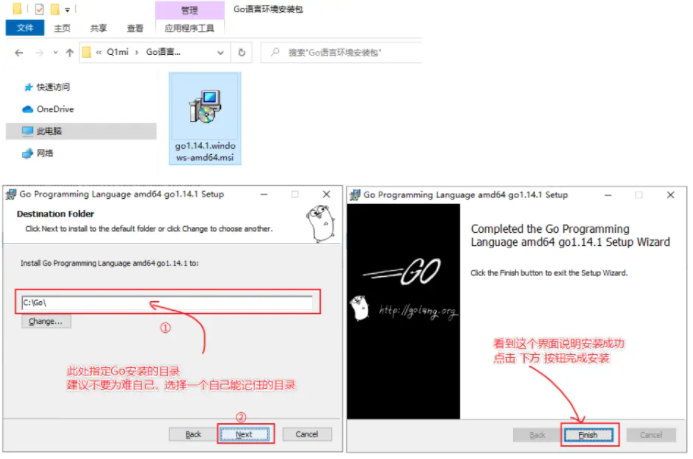 管理
Go语言环境安装包
文件
主页
共享
查看
应用程序工具
« Q1mi › Go语言...
搜索"Go语言环境安装包"
快速访问
OneDrive
此电脑
网络
go1.14.1.windo
ws-amd64.msi
Go Programming Language amd64 go1.14.1 Setup
Destination Folder
Click Next to install to the default folder or click Change to choose another.
Install Go Programming Language amd64 go1.14.1 to:
C:\Go\
Change...
①
此处指定Go安装的目录
建议不要为难自己，选择一个自己能记住的目录
②
Back
Next
Cancel
Go Programming Language amd64 go1.14.1 Setup
Completed the Go Programming
Language amd64 go1.14.1 Setup Wizard
Click the Finish button to exit the Setup Wizard.
GO
http://golang.org
看到这个界面说明安装成功
点击 下方 按钮完成安装
Back
Finish
Cancel